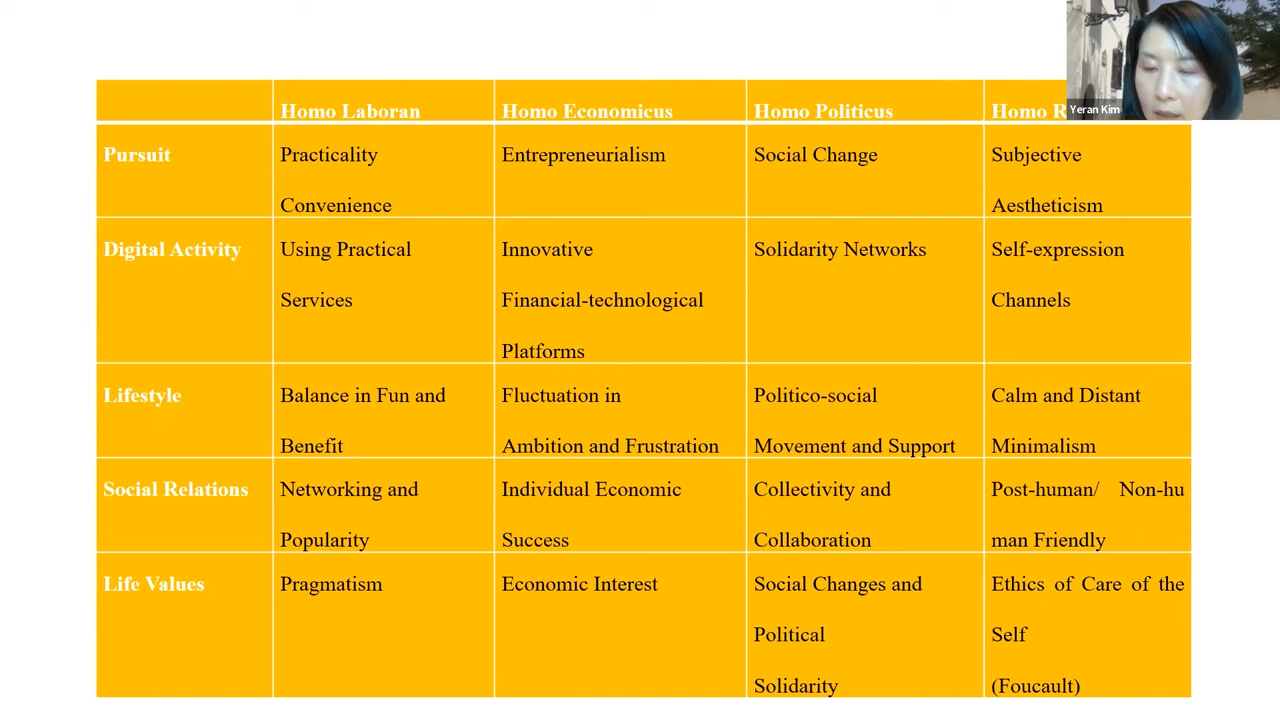 Homo Laboran
Homo Economicus
Homo Politicus
Homo
Yeran Kim
Pursuit
Practicality
Convenience
Entrepreneurialism
Social Change
Subjective
Aestheticism
Digital Activity
Using Practical
Services
Innovative
Financial-technological
Platforms
Solidarity Networks
Self-expression
Channels
Lifestyle
Balance in Fun and
Benefit
Fluctuation in
Ambition and Frustration
Politico-social
Movement and Support
Calm and Distant
Minimalism
Social Relations
Networking and
Popularity
Individual Economic
Success
Collectivity and
Collaboration
Post-human/ Non-hu
man Friendly
Life Values
Pragmatism
Economic Interest
Social Changes and
Political
Solidarity
Ethics of Care of the
Self
(Foucault)